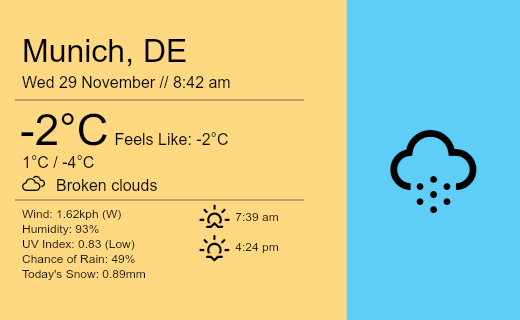 Munich, DE
Wed 29 November // 8:42 am
-2°C Feels Like: -2°C
1°C / -4°C
Broken clouds
Wind: 1.62kph (W)
Humidity: 93%
UV Index: 0.83 (Low)
Chance of Rain: 49%
Today's Snow: 0.89mm
7:39 am
4:24 pm